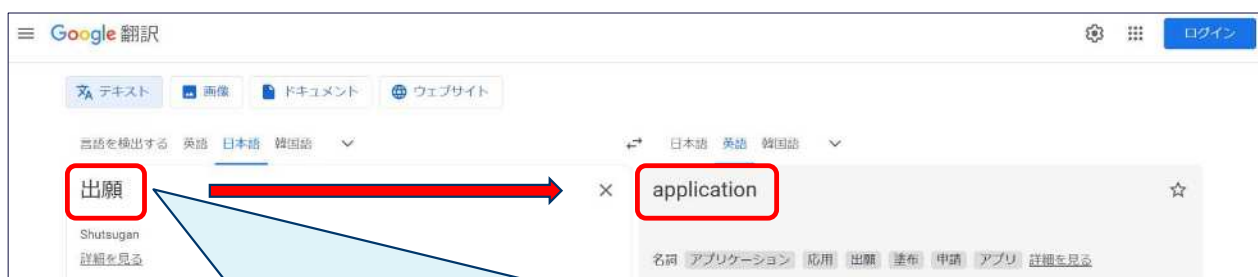 Google 翻訳
ログイン
テキスト 画像 ドキュメント ウェブサイト
言語を検出する 英語 日本語 韓国語
日本語 英語 韓国語
出願
application
Shutsugan
詳細を見る
名詞 アプリケーション 応用 出願 塗布 申請 アプリ 詳細を見る